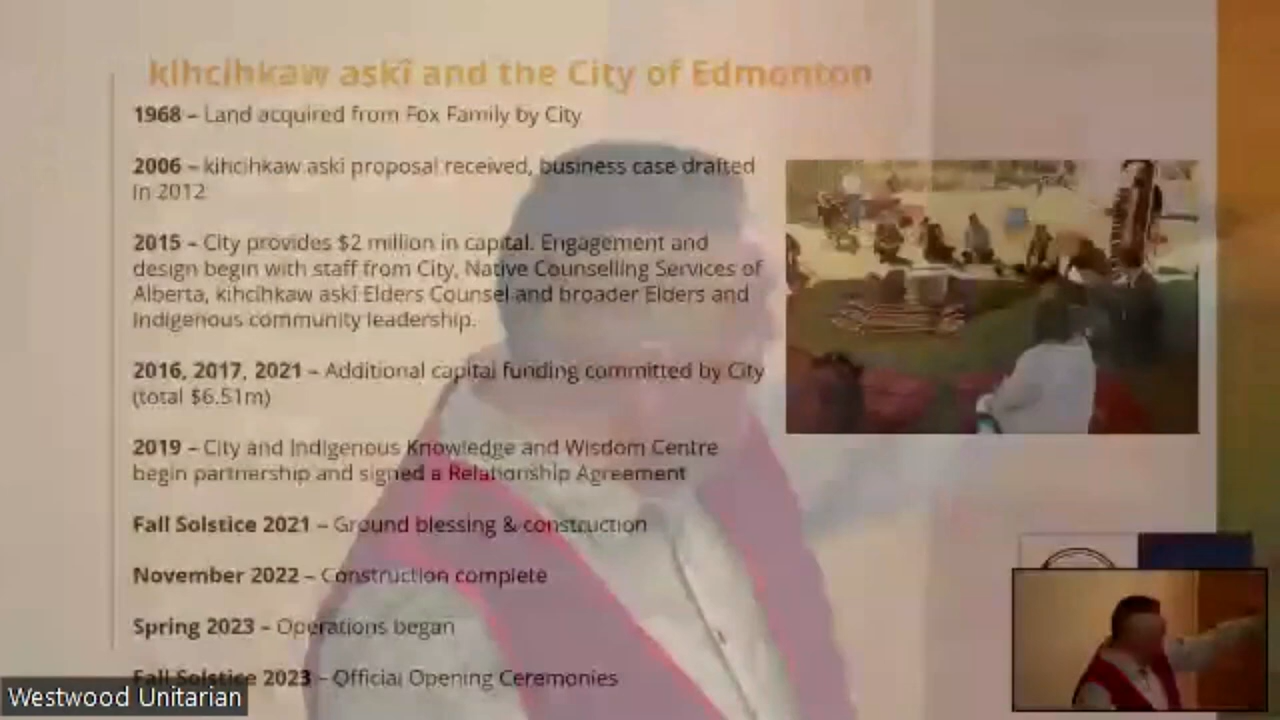 kihcihkaw askî and the City of Edmonton
1968 – Land acquired from Fox Family by City
2006 – kihcihkaw askî proposal received, business case drafted
in 2012
2015 – City provides $2 million in capital. Engagement and
design begin with staff from City, Native Counselling Services of
Alberta, kihcihkaw askî Elders Counsel and broader Elders and
Indigenous community leadership.
2016, 2017, 2021 – Additional capital funding committed by City
(total $6.51m)
2019 – City and Indigenous Knowledge and Wisdom Centre
begin partnership and signed a Relationship Agreement
Fall Solstice 2021 – Ground blessing & construction
November 2022 – Construction complete
Spring 2023 – Operations began
Fall Solstice 2023 – Official Opening Ceremonies
Westwood Unitarian